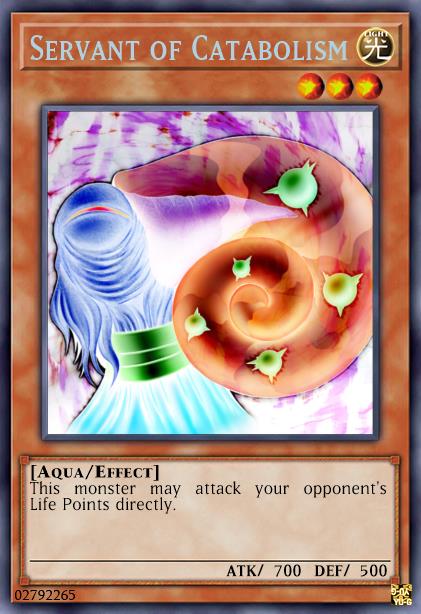 Servant of Catabolism
LIGHT
光
[Aqua/Effect]
This monster may attack your opponent's
Life Points directly.
ATK/ 700 DEF/ 500
02792265